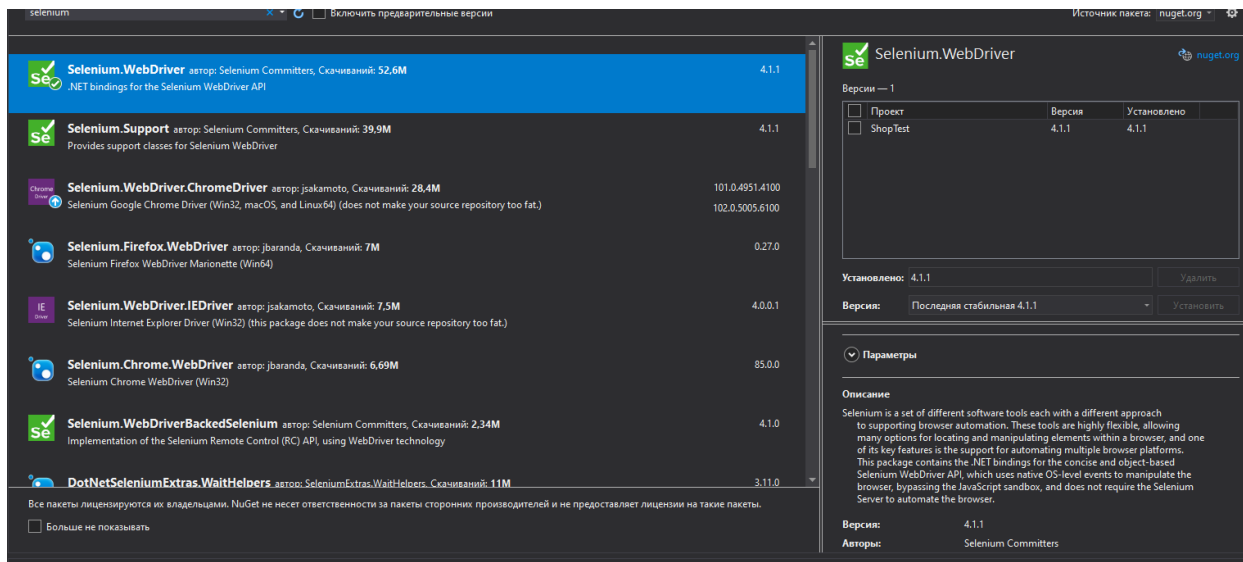 selenium
Включить предварительные версии
Источник пакета: nuget.org
Selenium.WebDriver автор: Selenium Committers, Скачиваний: 52,6M
4.1.1
.NET bindings for the Selenium WebDriver API
Selenium.Support автор: Selenium Committers, Скачиваний: 39,9M
4.1.1
Provides support classes for Selenium WebDriver
Selenium.WebDriver.ChromeDriver автор: jsakamoto, Скачиваний: 28,4M
101.0.4951.4100
Selenium Google Chrome Driver (Win32, macOS, and Linux64) (does not make your source repository too fat.)
102.0.5005.6100
Selenium.Firefox.WebDriver автор: jbaranda, Скачиваний: 7M
0.27.0
Selenium Firefox WebDriver Marionette (Win64)
Selenium.WebDriver.IEDriver автор: jsakamoto, Скачиваний: 7,5M
4.0.0.1
Selenium Internet Explorer Driver (Win32) (this package does not make your source repository too fat.)
Selenium.Chrome.WebDriver автор: jbaranda, Скачиваний: 6,69M
85.0.0
Selenium Chrome WebDriver (Win32)
Selenium.WebDriverBackedSelenium автор: Selenium Committers, Скачиваний: 2,34M
4.1.0
Implementation of the Selenium Remote Control (RC) API, using WebDriver technology
DotNetSeleniumExtras.WaitHelpers автор: SeleniumExtras.WaitHelpers, Скачиваний: 11M
3.11.0
Все пакеты лицензируются их владельцами. NuGet не несет ответственности за пакеты сторонних производителей и не предоставляет лицензии на такие пакеты.
Больше не показывать
Se
Selenium.WebDriver
nuget.org
Версии — 1
Проект Версия Установлено
ShopTest 4.1.1 4.1.1
Установлено: 4.1.1 Удалить
Версия: Последняя стабильная 4.1.1 Установить
Параметры
Описание
Selenium is a set of different software tools each with a different approach
to supporting browser automation. These tools are highly flexible, allowing
many options for locating and manipulating elements within a browser, and one
of its key features is the support for automating multiple browser platforms.
This package contains the .NET bindings for the concise and object-based
Selenium WebDriver API, which uses native OS-level events to manipulate the
browser, bypassing the JavaScript sandbox, and does not require the Selenium
Server to automate the browser.
Версия: 4.1.1
Авторы: Selenium Committers